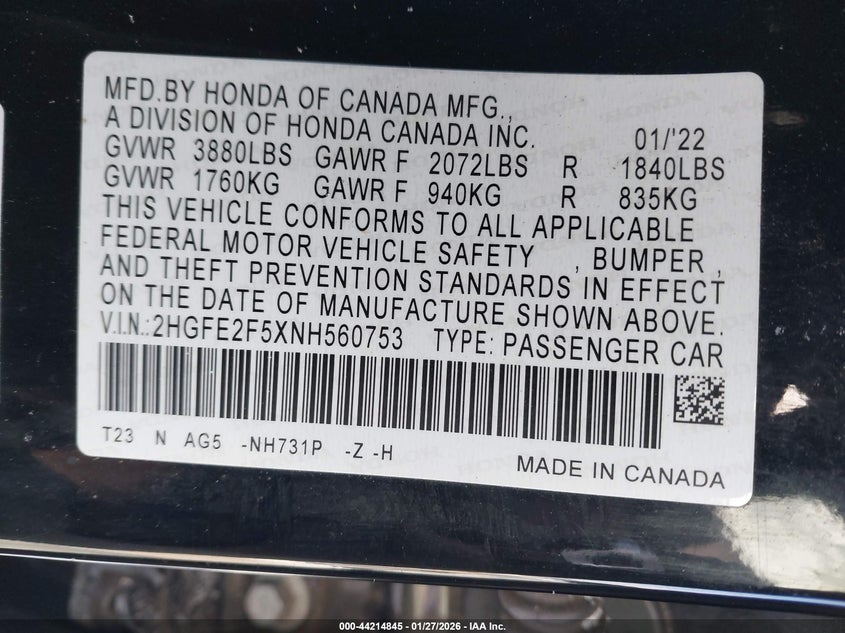 MFD.BY HONDA OF CANADA MFG.,
A DIVISION OF HONDA CANADA INC. 01/'22
GVWR 3880LBS GAWR F 2072LBS R 1840LBS
GVWR 1760KG GAWR F 940KG R 835KG
THIS VEHICLE CONFORMS TO ALL APPLICABLE
FEDERAL MOTOR VEHICLE SAFETY , BUMPER ,
AND THEFT PREVENTION STANDARDS IN EFFECT
ON THE DATE OF MANUFACTURE SHOWN ABOVE.
V.I.N.:2HGFE2F5XNH560753 TYPE: PASSENGER CAR
T23 N AG5 -NH731P -Z -H
MADE IN CANADA
000-44214845 - 01/27/2026 - IAA Inc.